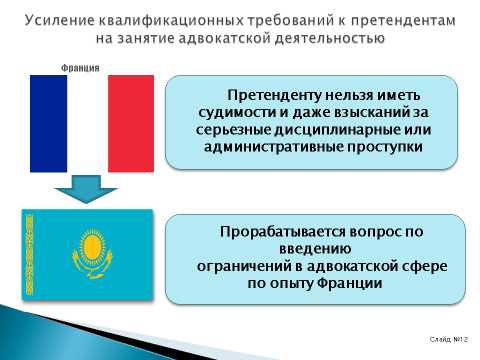 Усиление квалификационных требований к претендентам
на занятие адвокатской деятельностью
Франция
Претенденту нельзя иметь
судимости и даже взысканий за
серьезные дисциплинарные или
административные проступки
Прорабатывается вопрос по
введению
ограничений в адвокатской сфере
по опыту Франции
Слайд №12